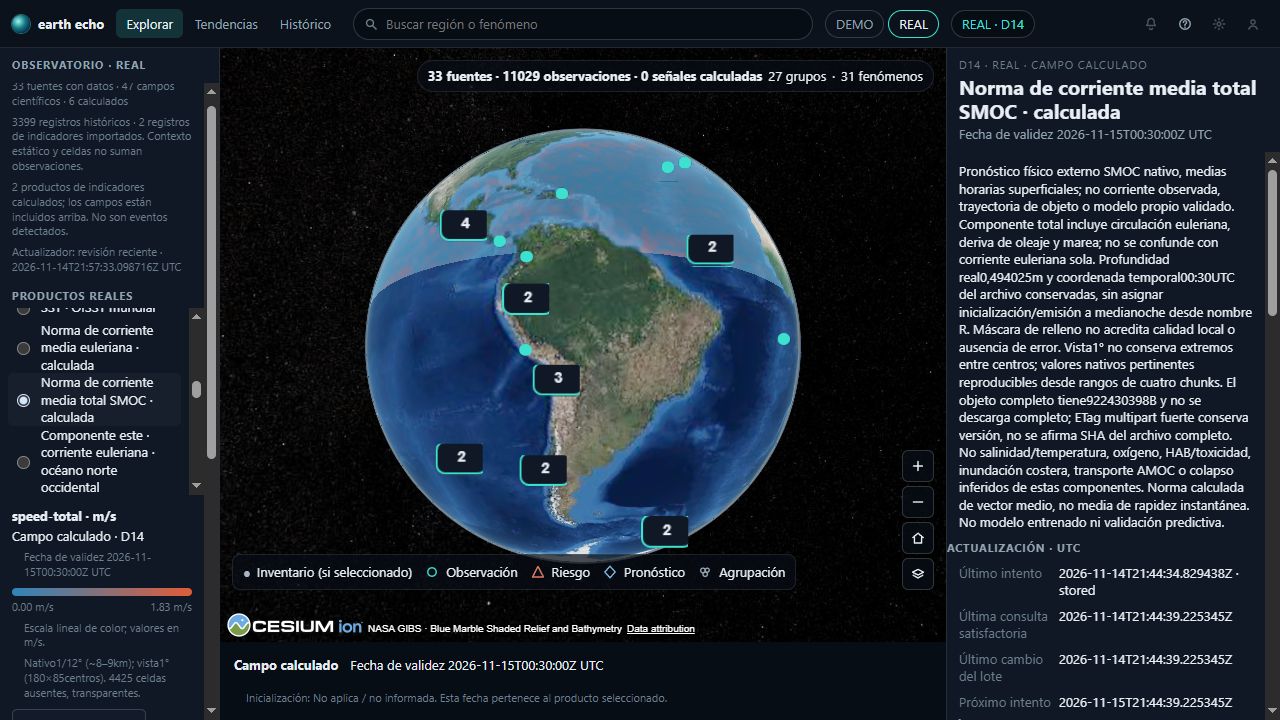 earth echo
Explorar
Tendencias
Histórico
Buscar región o fenómeno
DEMO
REAL
REAL · D14
OBSERVATORIO · REAL
33 fuentes con datos · 47 campos
científicos · 6 calculados
3399 registros históricos · 2 registros
de indicadores importados. Contexto
estático y celdas no suman
observaciones.
2 productos de indicadores
calculados; los campos están
incluidos arriba. No son eventos
detectados.
Actualizador: revisión reciente ·
2026-11-14T21:57:33.098716Z UTC
PRODUCTOS REALES
SST · OISST mundial
Norma de corriente
media euleriana ·
calculada
Norma de corriente
media total SMOC ·
calculada
Componente este ·
corriente euleriana ·
océano norte
occidental
speed-total · m/s
Campo calculado · D14
Fecha de validez 2026-11-
15T00:30:00Z UTC
0.00 m/s
1.83 m/s
Escala lineal de color; valores en
m/s.
Nativo1/12° (~8–9km); vista1°
(180×85centros). 4425 celdas
ausentes, transparentes.
33 fuentes · 11029 observaciones · 0 señales calculadas 27 grupos · 31 fenómenos
4
2
2
3
2
2
2
+
−
Inventario (si seleccionado)
Observación
Riesgo
Pronóstico
Agrupación
CESIUM ion
NASA GIBS · Blue Marble Shaded Relief and Bathymetry Data attribution
Campo calculado Fecha de validez 2026-11-15T00:30:00Z UTC
Inicialización: No aplica / no informada. Esta fecha pertenece al producto seleccionado.
D14 · REAL · CAMPO CALCULADO
Norma de corriente media total
SMOC · calculada
Fecha de validez 2026-11-15T00:30:00Z UTC
Pronóstico físico externo SMOC nativo, medias
horarias superficiales; no corriente observada,
trayectoria de objeto o modelo propio validado.
Componente total incluye circulación euleriana,
deriva de oleaje y marea; no se confunde con
corriente euleriana sola. Profundidad
real0,494025m y coordenada temporal00:30UTC
del archivo conservadas, sin asignar
inicialización/emisión a medianoche desde nombre
R. Máscara de relleno no acredita calidad local o
ausencia de error. Vista1° no conserva extremos
entre centros; valores nativos pertinentes
reproducibles desde rangos de cuatro chunks. El
objeto completo tiene922430398B y no se
descarga completo; ETag multipart fuerte conserva
versión, no se afirma SHA del archivo completo.
No salinidad/temperatura, oxígeno, HAB/toxicidad,
inundación costera, transporte AMOC o colapso
inferidos de estas componentes. Norma calculada
de vector medio, no media de rapidez instantánea.
No modelo entrenado ni validación predictiva.
ACTUALIZACIÓN · UTC
Último intento 2026-11-14T21:44:34.829438Z ·
stored
Última consulta 2026-11-14T21:44:39.225345Z
satisfactoria
Último cambio 2026-11-14T21:44:39.225345Z
del lote
Próximo intento 2026-11-15T21:44:39.225345Z